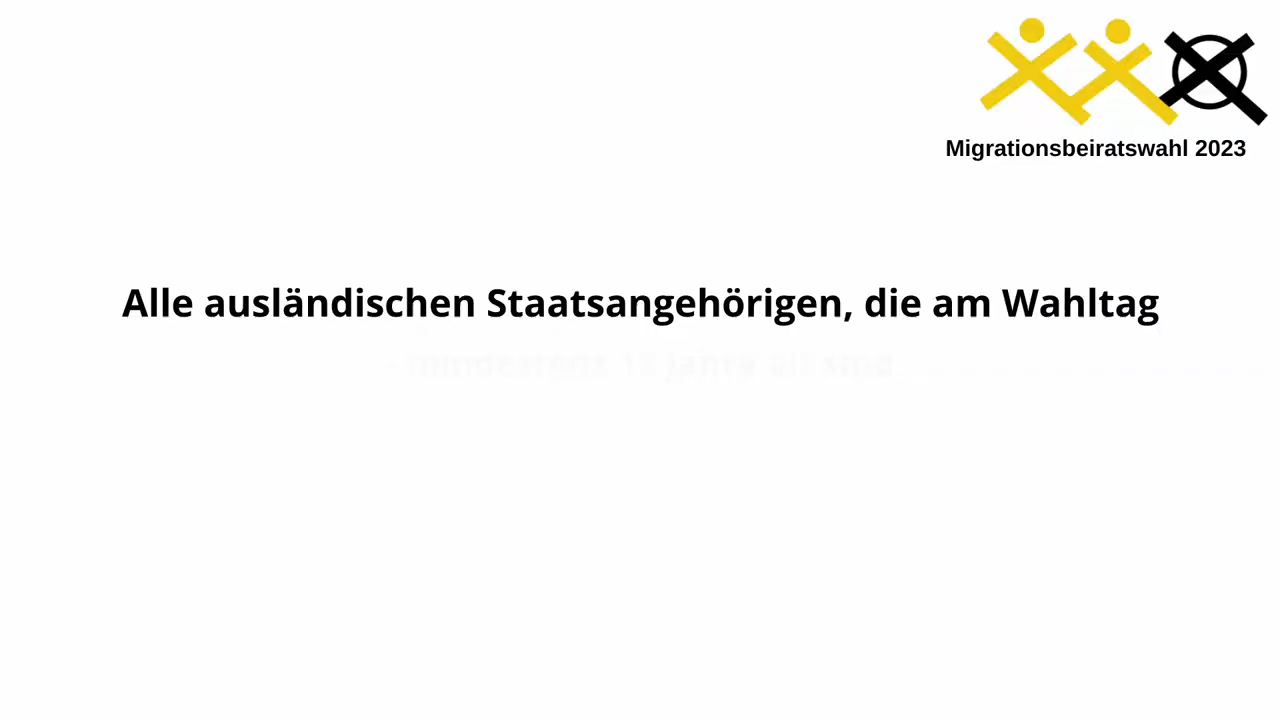 Migrationsbeiratswahl 2023
Alle ausländischen Staatsangehörigen, die am Wahltag